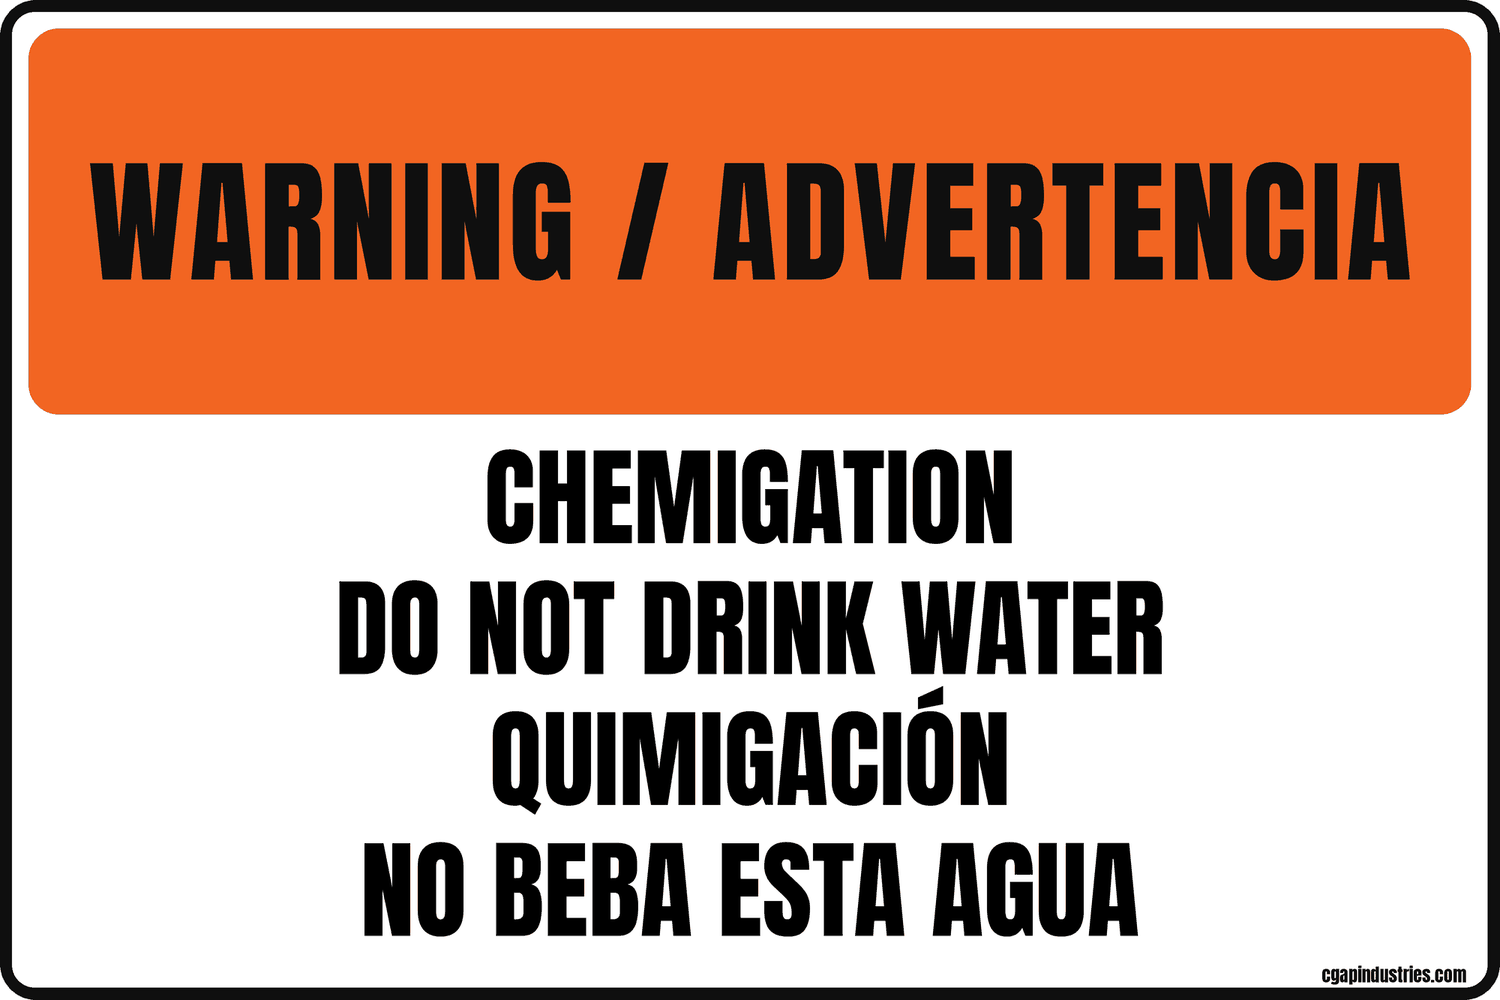 WARNING / ADVERTENCIA
CHEMIGATION
DO NOT DRINK WATER
QUIMIGACIÓN
NO BEBA ESTA AGUA
cgapindustries.com